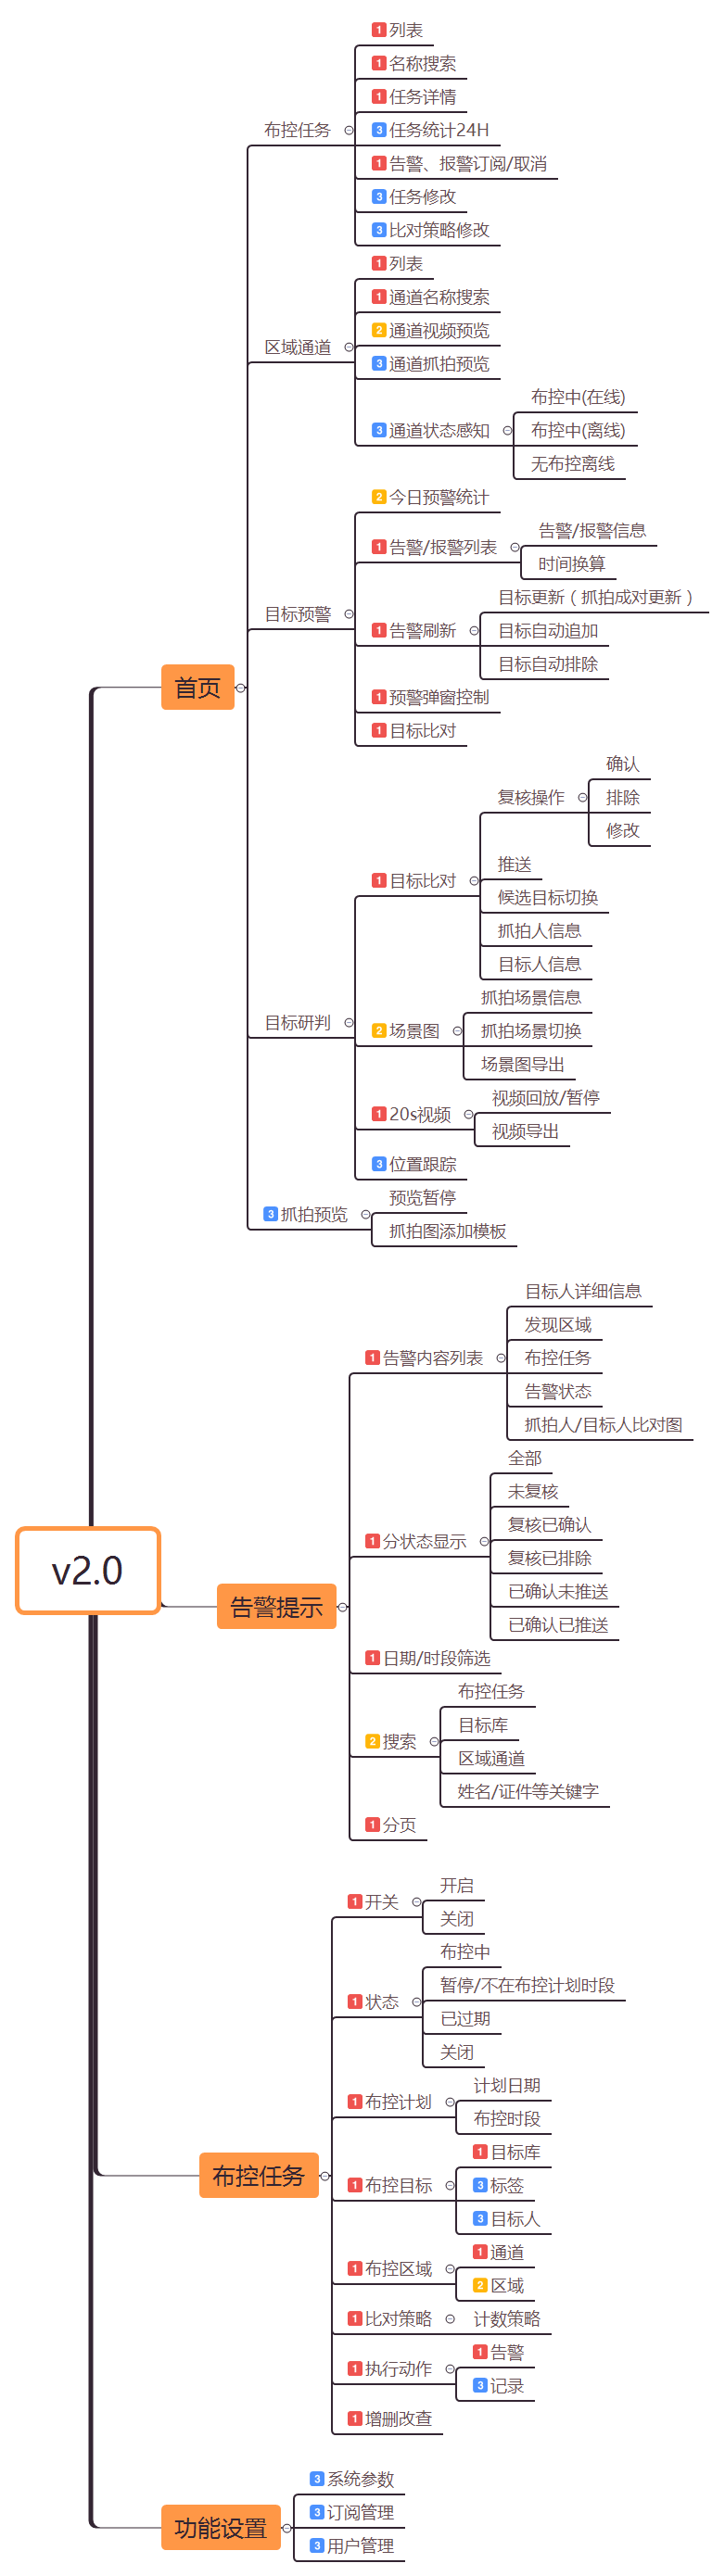 v2.0
首页
布控任务
1 列表
1 名称搜索
1 任务详情
3 任务统计24H
1 告警、报警订阅/取消
3 任务修改
3 比对策略修改
区域通道
1 列表
1 通道名称搜索
2 通道视频预览
3 通道抓拍预览
3 通道状态感知
布控中(在线)
布控中(离线)
无布控离线
目标预警
2 今日预警统计
1 告警/报警列表
告警/报警信息
时间换算
1 告警刷新
目标更新（抓拍成对更新）
目标自动追加
目标自动排除
1 预警弹窗控制
1 目标比对
目标研判
1 目标比对
复核操作
确认
排除
修改
推送
候选目标切换
抓拍人信息
目标人信息
2 场景图
抓拍场景信息
抓拍场景切换
场景图导出
1 20s视频
视频回放/暂停
视频导出
3 位置跟踪
3 抓拍预览
预览暂停
抓拍图添加模板
告警提示
1 告警内容列表
目标人详细信息
发现区域
布控任务
告警状态
抓拍人/目标人比对图
1 分状态显示
全部
未复核
复核已确认
复核已排除
已确认未推送
已确认已推送
1 日期/时段筛选
2 搜索
布控任务
目标库
区域通道
姓名/证件等关键字
1 分页
布控任务
1 开关
开启
关闭
1 状态
布控中
暂停/不在布控计划时段
已过期
关闭
1 布控计划
计划日期
布控时段
1 布控目标
1 目标库
3 标签
3 目标人
1 布控区域
1 通道
2 区域
1 比对策略
计数策略
1 执行动作
1 告警
3 记录
1 增删改查
功能设置
3 系统参数
3 订阅管理
3 用户管理